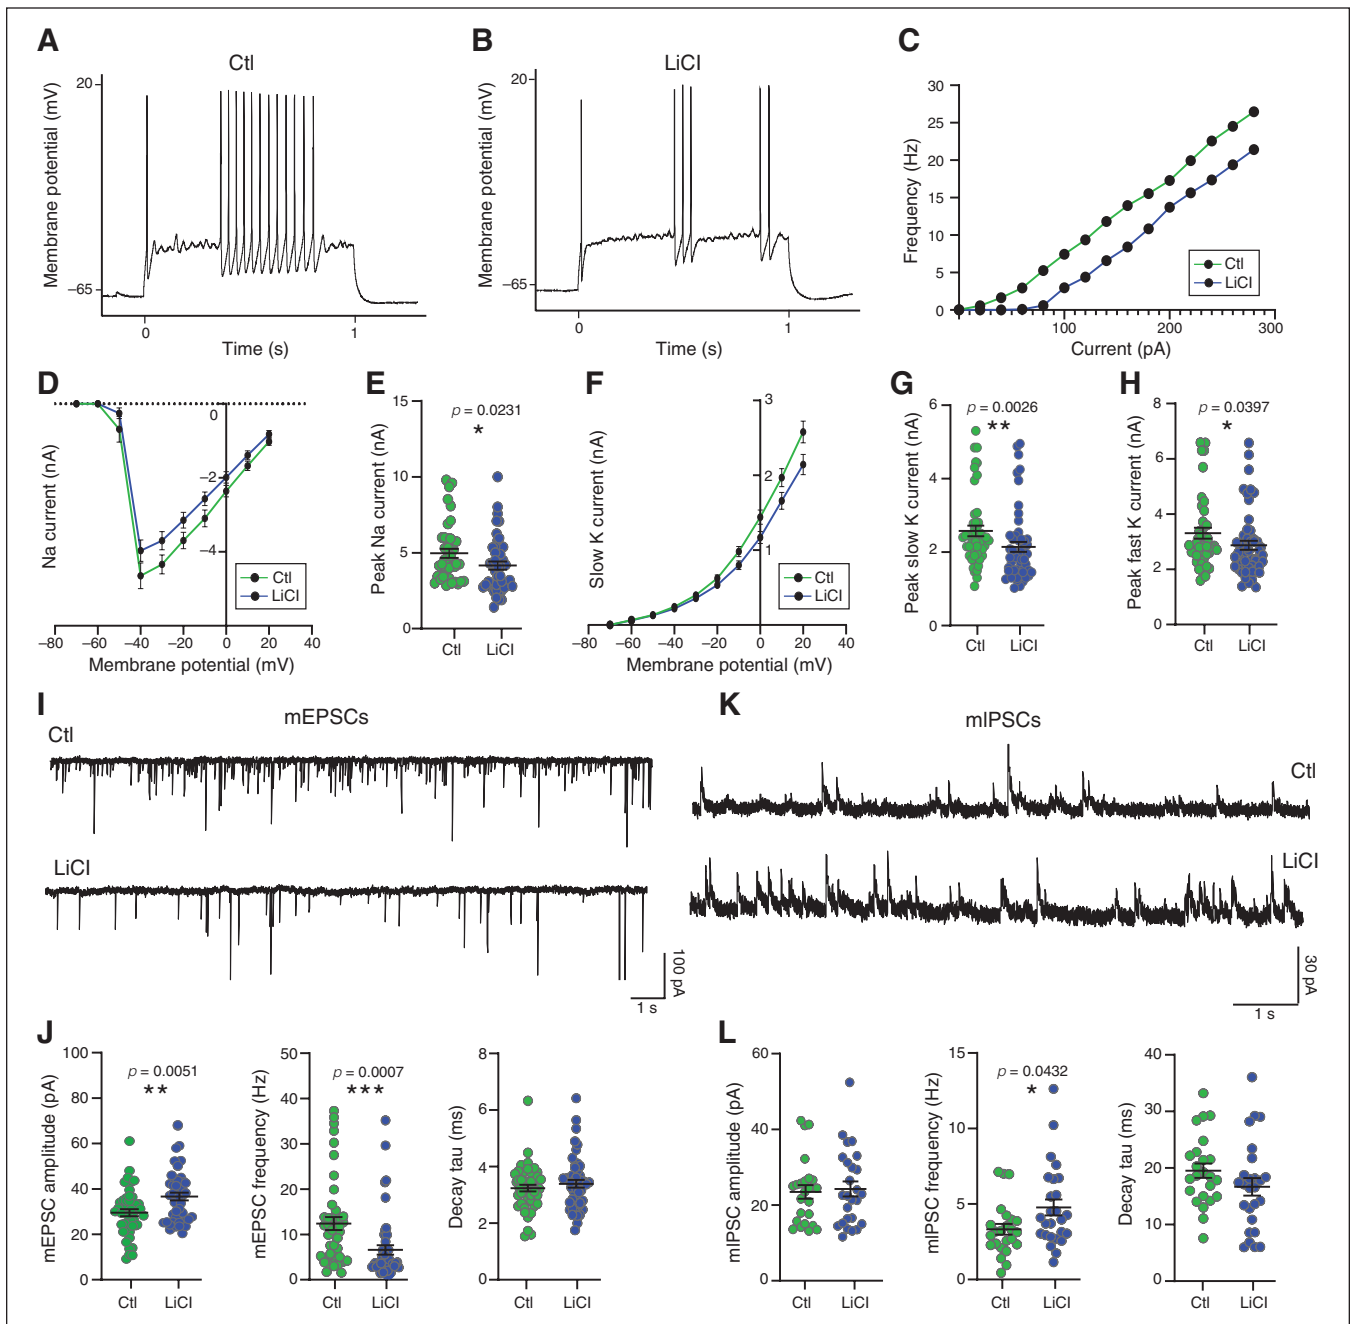 A
Ctl
Membrane potential (mV)
20
−65
0
1
Time (s)
B
LiCl
Membrane potential (mV)
20
−65
0
1
Time (s)
C
Frequency (Hz)
30
25
20
15
10
5
0
100
200
300
Current (pA)
Ctl
LiCl
D
Na current (nA)
0
−2
−4
−80
−60
−40
−20
0
20
40
Membrane potential (mV)
Ctl
LiCl
E
Peak Na current (nA)
15
10
5
0
p = 0.0231
*
Ctl
LiCl
F
Slow K current (nA)
3
2
1
−80
−60
−40
−20
0
20
40
Membrane potential (mV)
Ctl
LiCl
G
Peak slow K current (nA)
6
4
2
0
p = 0.0026
**
Ctl
LiCl
H
Peak fast K current (nA)
8
6
4
2
0
p = 0.0397
*
Ctl
LiCl
I
mEPSCs
Ctl
LiCl
100 pA
1 s
K
mIPSCs
Ctl
LiCl
30 pA
1 s
J
mEPSC amplitude (pA)
100
80
60
40
20
0
p = 0.0051
**
Ctl
LiCl
mEPSC frequency (Hz)
50
40
30
20
10
0
p = 0.0007
***
Ctl
LiCl
Decay tau (ms)
8
6
4
2
0
Ctl
LiCl
L
mIPSC amplitude (pA)
60
40
20
0
Ctl
LiCl
mIPSC frequency (Hz)
15
10
5
0
p = 0.0432
*
Ctl
LiCl
Decay tau (ms)
40
30
20
10
0
Ctl
LiCl